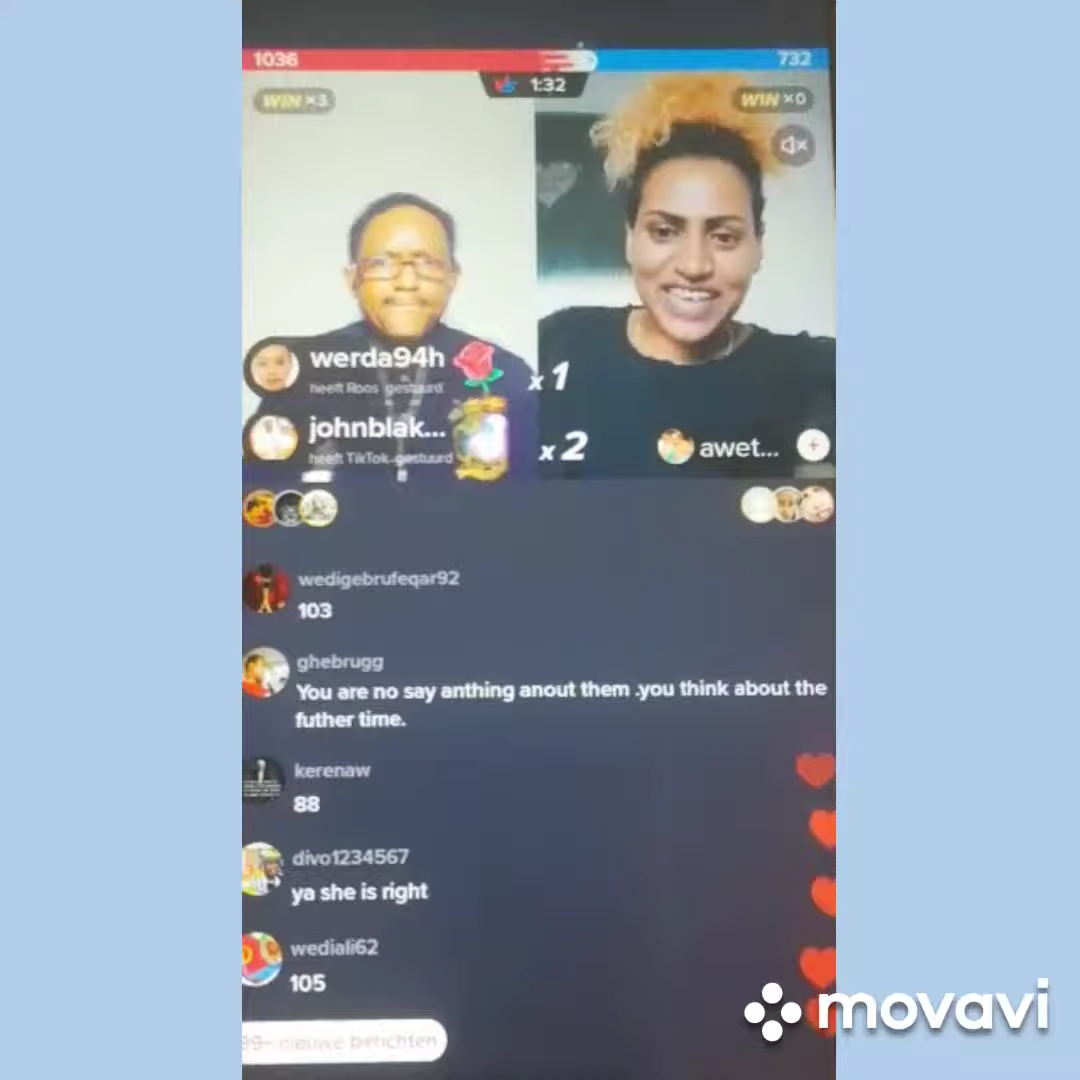 1036
732
1:32
WIN ×3
WIN ×0
werda94h
heeft Roos gestuurd
x 1
johnblak...
heeft TikTok gestuurd
x 2
awet...
wedigebrufeqar92
103
ghebrugg
You are no say anthing anout them .you think about the
futher time.
kerenaw
88
divo1234567
ya she is right
wediali62
105
nieuwe berichten
movavi